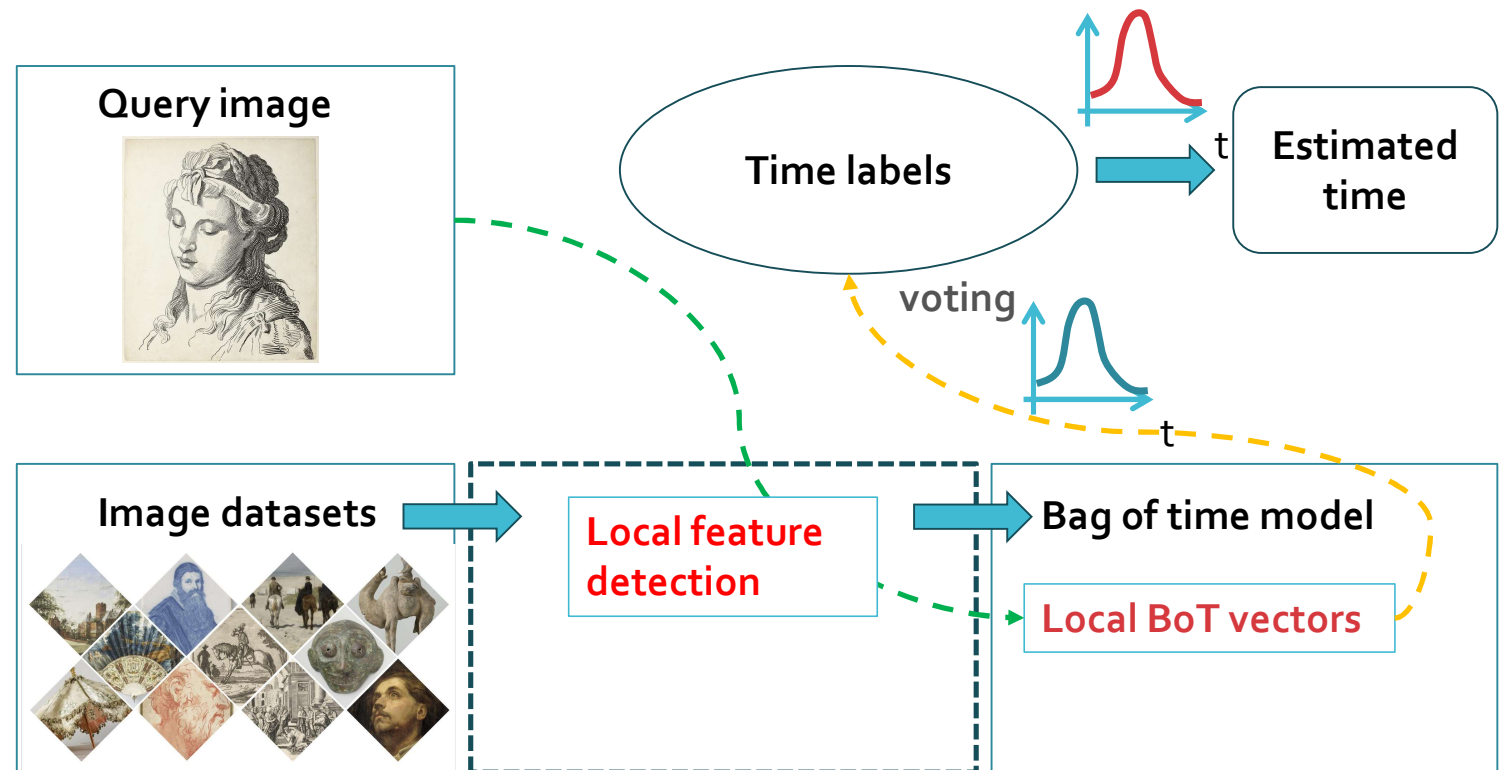 Query image
Time labels
t
Estimated
time
voting
t
Image datasets
Local feature
detection
Bag of time model
Local BoT vectors